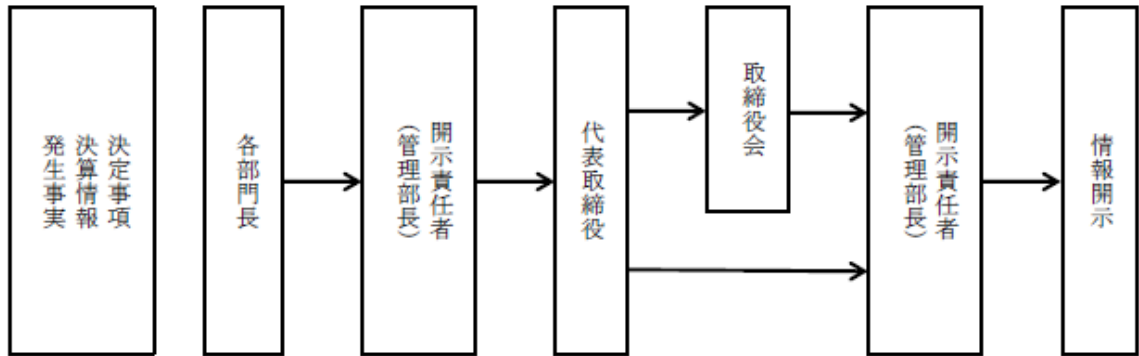 決定事項
決算情報
発生事実
各部門長
開示責任者
（管理部長）
代表取締役
取締役会
開示責任者
（管理部長）
情報開示